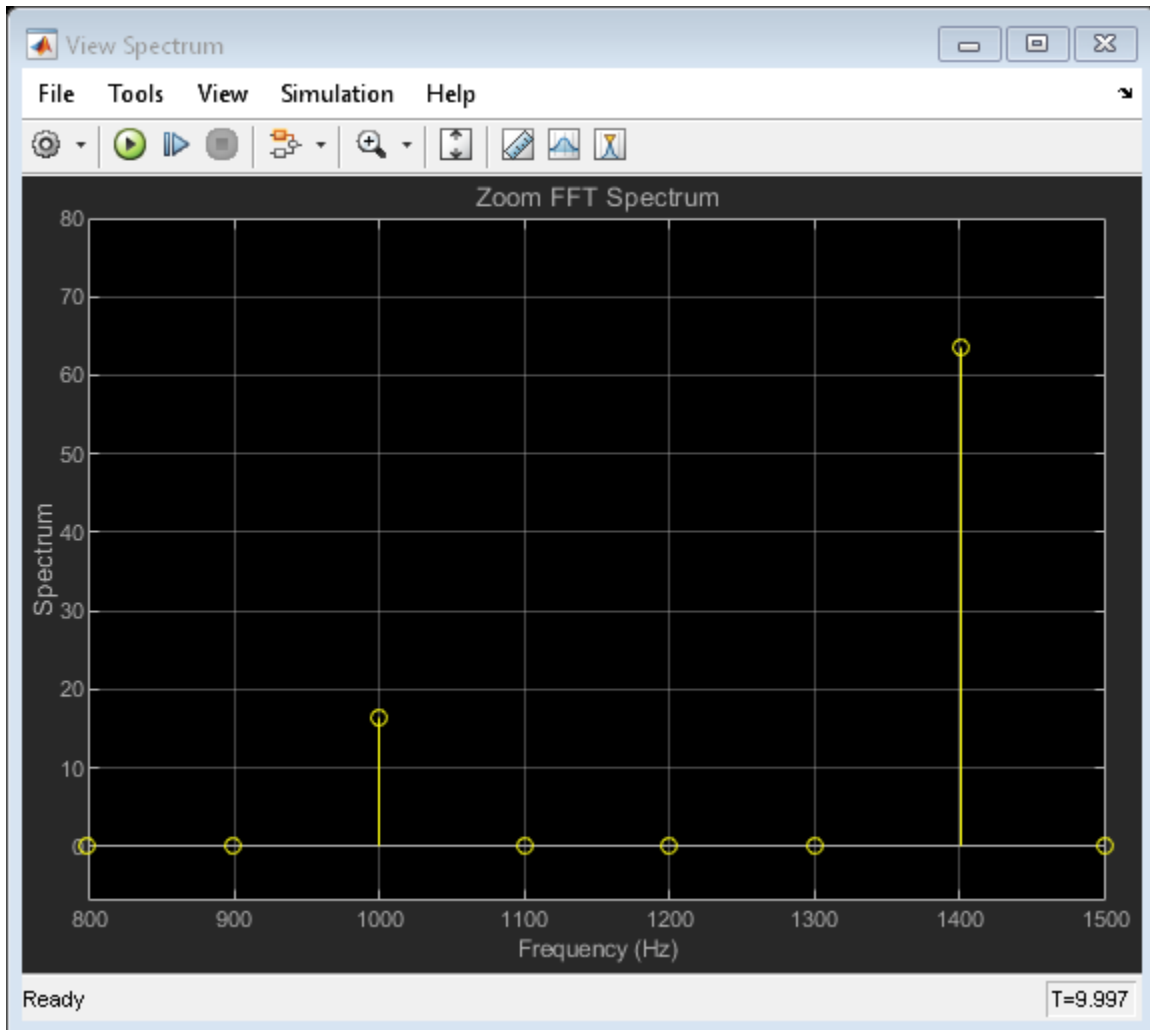 View Spectrum
File Tools View Simulation Help
Zoom FFT Spectrum
80
70
60
50
40
30
20
10
0
Spectrum
800 900 1000 1100 1200 1300 1400 1500
Frequency (Hz)
Ready T=9.997